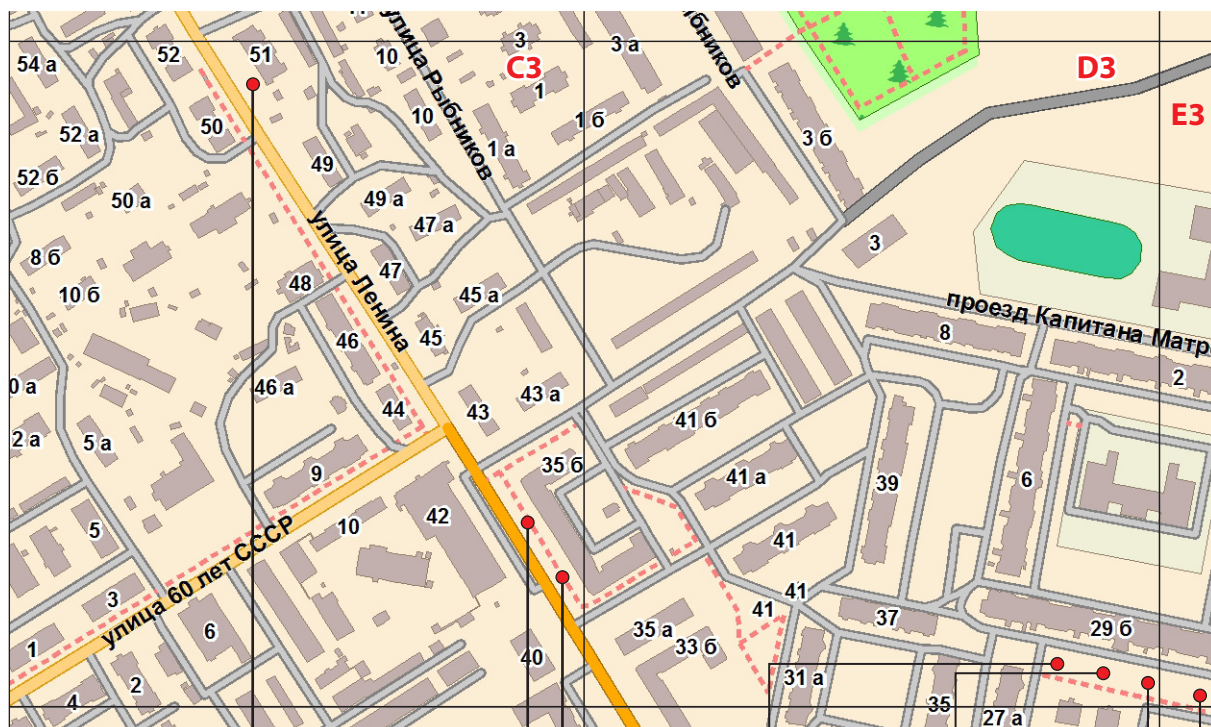 52
51
10
улица Рыбников
3
3 а
C3
D3
E3
54 а
1
10
1 б
50
52 а
3 б
1 а
49
52 б
50 а
49 а
47 а
3
8 б
47
48
10 б
45 а
улица Ленина
проезд Капитана Матр
8
46
45
2
46 а
43 а
44
43
41 б
5 а
2 а
9
35 б
41 а
39
6
10
42
5
41
улица 60 лет СССР
3
41
41
37
29 б
1
6
35 а
33 б
40
31 а
2
4
35
27 а